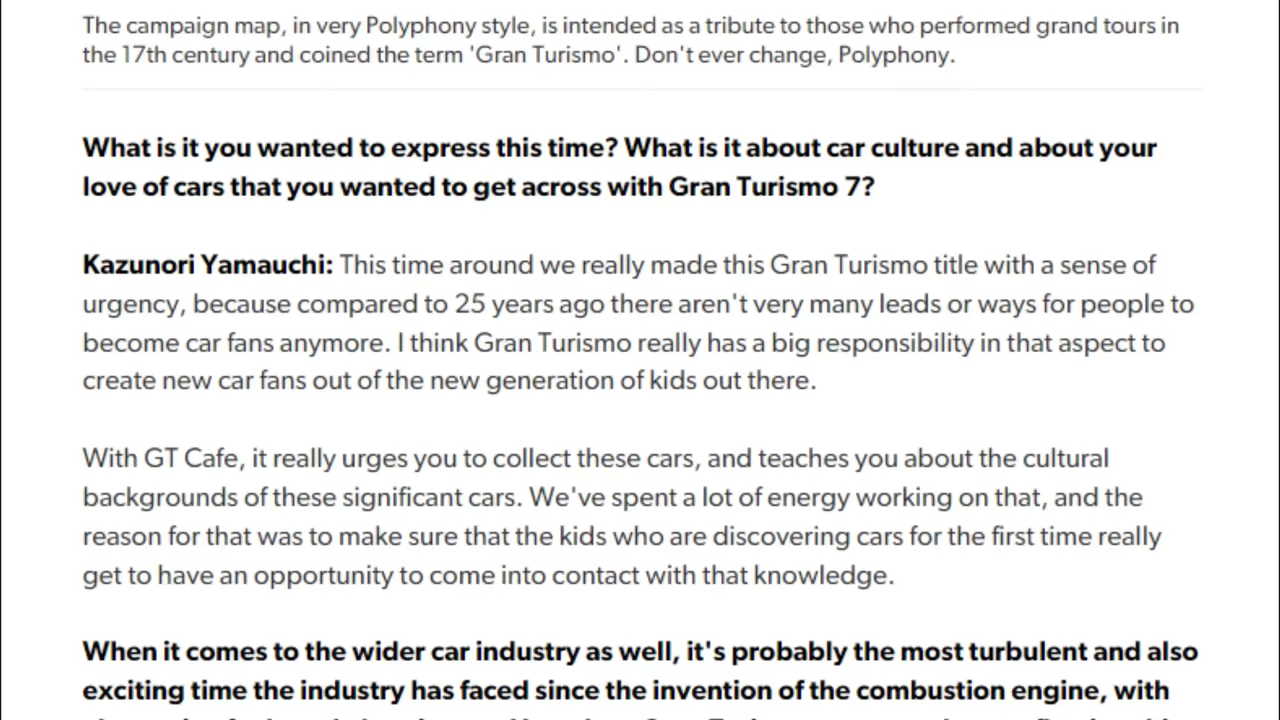 The campaign map, in very Polyphony style, is intended as a tribute to those who performed grand tours in
the 17th century and coined the term 'Gran Turismo'. Don't ever change, Polyphony.
What is it you wanted to express this time? What is it about car culture and about your
love of cars that you wanted to get across with Gran Turismo 7?
Kazunori Yamauchi: This time around we really made this Gran Turismo title with a sense of
urgency, because compared to 25 years ago there aren't very many leads or ways for people to
become car fans anymore. I think Gran Turismo really has a big responsibility in that aspect to
create new car fans out of the new generation of kids out there.
With GT Cafe, it really urges you to collect these cars, and teaches you about the cultural
backgrounds of these significant cars. We've spent a lot of energy working on that, and the
reason for that was to make sure that the kids who are discovering cars for the first time really
get to have an opportunity to come into contact with that knowledge.
When it comes to the wider car industry as well, it's probably the most turbulent and also
exciting time the industry has faced since the invention of the combustion engine, with